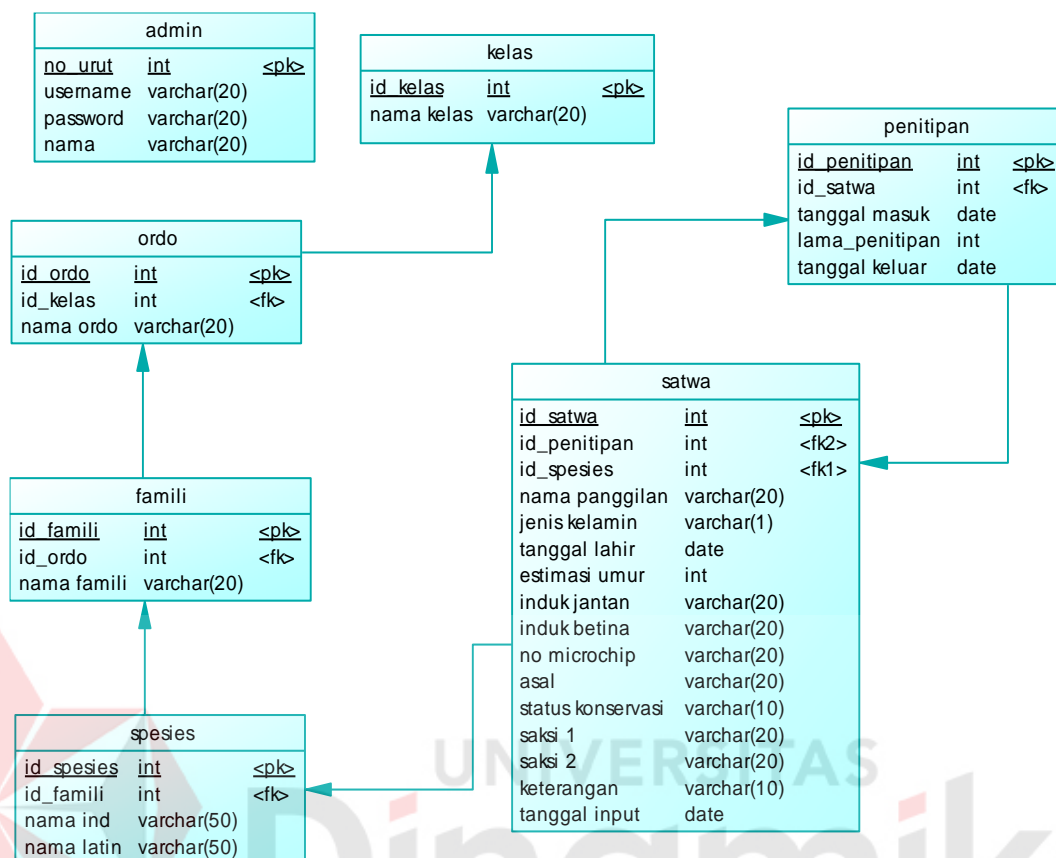 admin
no_urut int <pk>
username varchar(20)
password varchar(20)
nama varchar(20)
kelas
id_kelas int <pk>
nama kelas varchar(20)
penitipan
id_penitipan int <pk>
id_satwa int <fk>
tanggal masuk date
lama_penitipan int
tanggal keluar date
ordo
id_ordo int <pk>
id_kelas int <fk>
nama ordo varchar(20)
satwa
id_satwa int <pk>
id_penitipan int <fk2>
id_spesies int <fk1>
nama panggilan varchar(20)
jenis kelamin varchar(1)
tanggal lahir date
estimasi umur int
induk jantan varchar(20)
induk betina varchar(20)
no microchip varchar(20)
asal varchar(20)
status konservasi varchar(10)
saksi 1 varchar(20)
saksi 2 varchar(20)
keterangan varchar(10)
tanggal input date
famili
id_famili int <pk>
id_ordo int <fk>
nama famili varchar(20)
spesies
id_spesies int <pk>
id_famili int <fk>
nama ind varchar(50)
nama latin varchar(50)
UNIVERSITAS
Dinamik